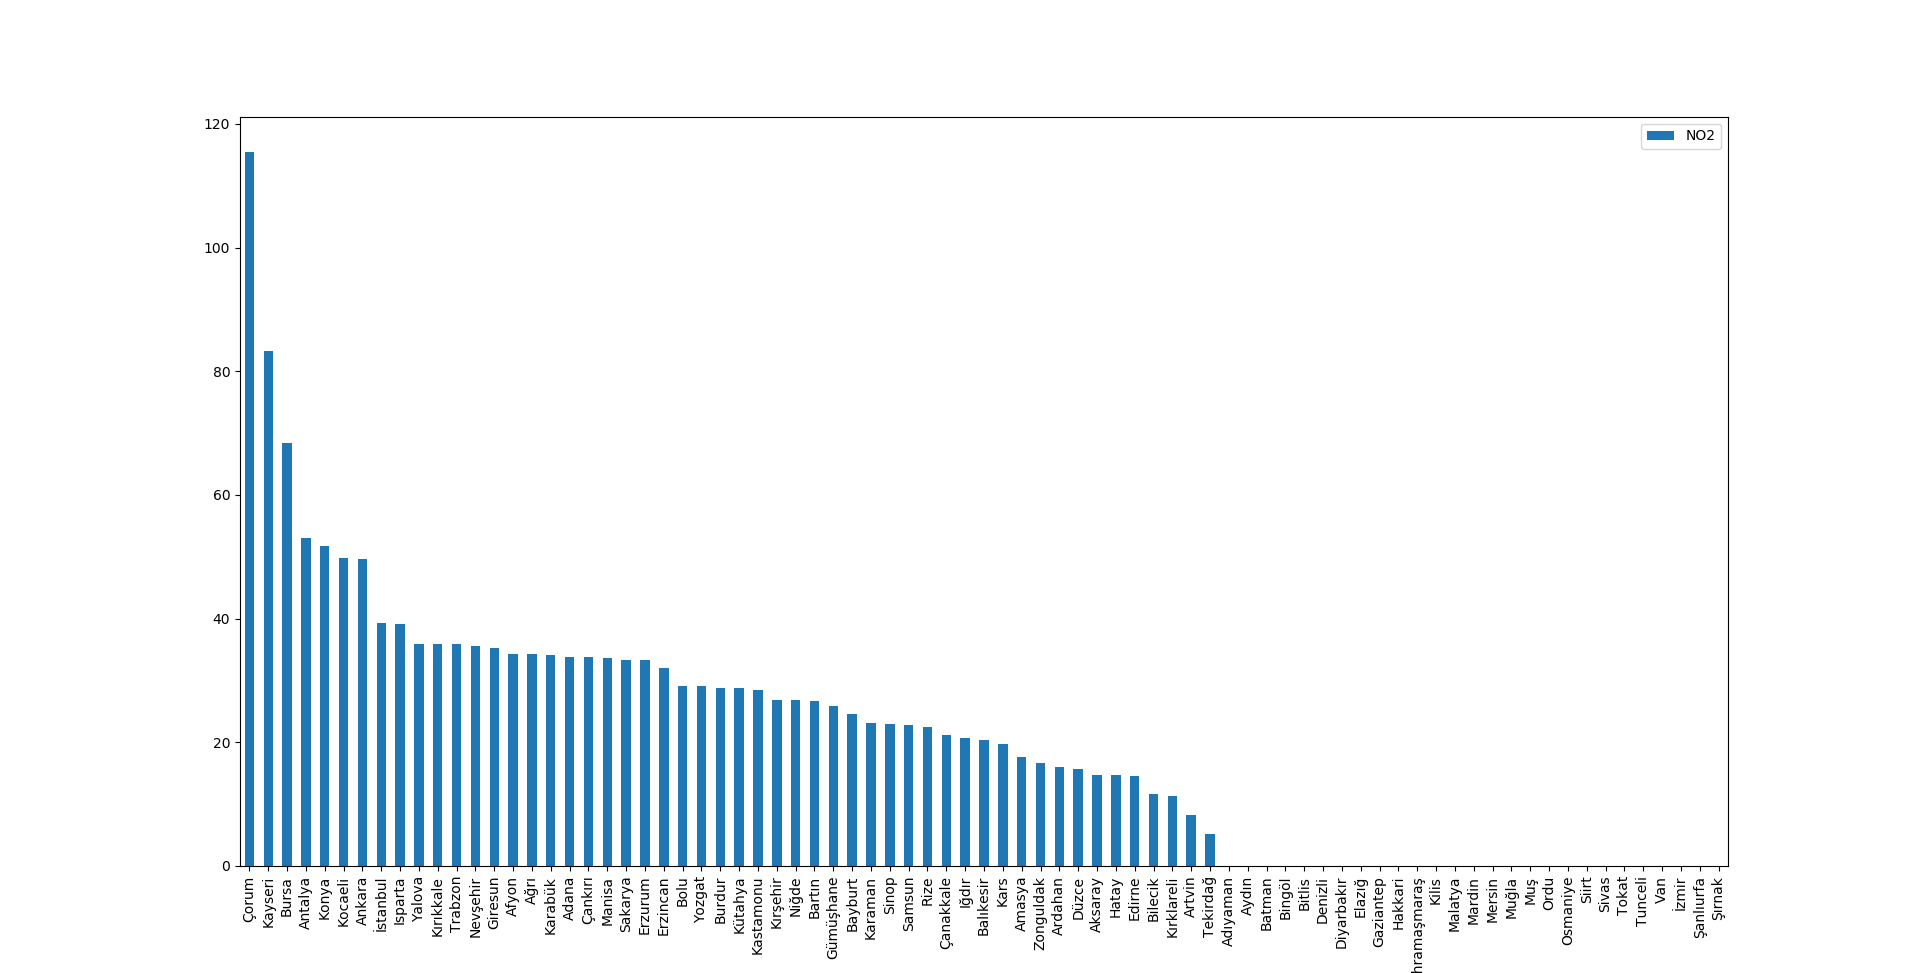 NO2
120
100
80
60
40
20
0
Çorum
Kayseri
Bursa
Antalya
Konya
Kocaeli
Ankara
İstanbul
Isparta
Yalova
Kırıkkale
Trabzon
Nevşehir
Giresun
Afyon
Ağrı
Karabük
Adana
Çankırı
Manisa
Sakarya
Erzurum
Erzincan
Bolu
Yozgat
Burdur
Kütahya
Kastamonu
Kırşehir
Niğde
Bartın
Gümüşhane
Bayburt
Karaman
Sinop
Samsun
Rize
Çanakkale
Iğdır
Balıkesir
Kars
Amasya
Zonguldak
Ardahan
Düzce
Aksaray
Hatay
Edirne
Bilecik
Kırklareli
Artvin
Tekirdağ
Adıyaman
Aydın
Batman
Bingöl
Bitlis
Denizli
Diyarbakır
Elazığ
Gaziantep
Hakkari
hramaşmaraş
Kilis
Malatya
Mardin
Mersin
Muğla
Muş
Ordu
Osmaniye
Siirt
Sivas
Tokat
Tunceli
Van
İzmir
Şanlıurfa
Şırnak